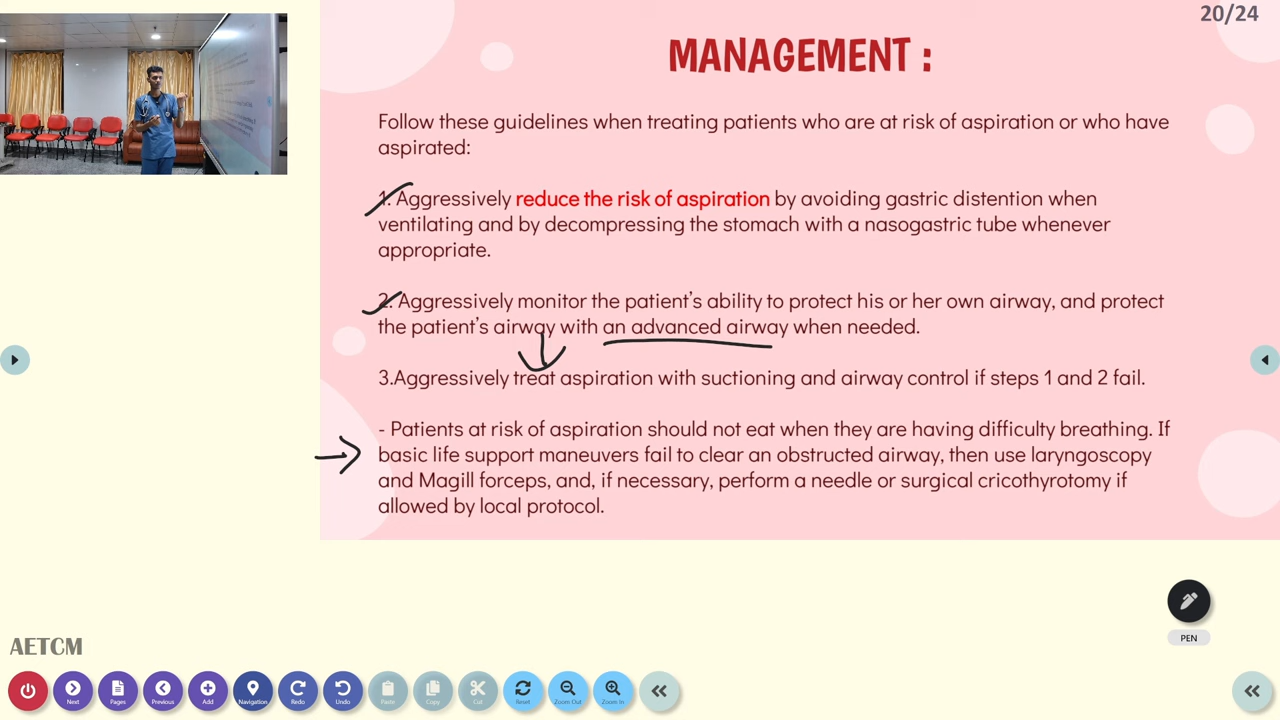 20/24
MANAGEMENT :
Follow these guidelines when treating patients who are at risk of aspiration or who have
aspirated:
1. Aggressively reduce the risk of aspiration by avoiding gastric distention when
ventilating and by decompressing the stomach with a nasogastric tube whenever
appropriate.
2. Aggressively monitor the patient's ability to protect his or her own airway, and protect
the patient's airway with an advanced airway when needed.
3.Aggressively treat aspiration with suctioning and airway control if steps 1 and 2 fail.
- Patients at risk of aspiration should not eat when they are having difficulty breathing. If
basic life support maneuvers fail to clear an obstructed airway, then use laryngoscopy
and Magill forceps, and, if necessary, perform a needle or surgical cricothyrotomy if
allowed by local protocol.
PEN
AETCM
Next Pages Previous Add Navigation Redo Undo Paste Copy Cut Reset Zoom Out Zoom In